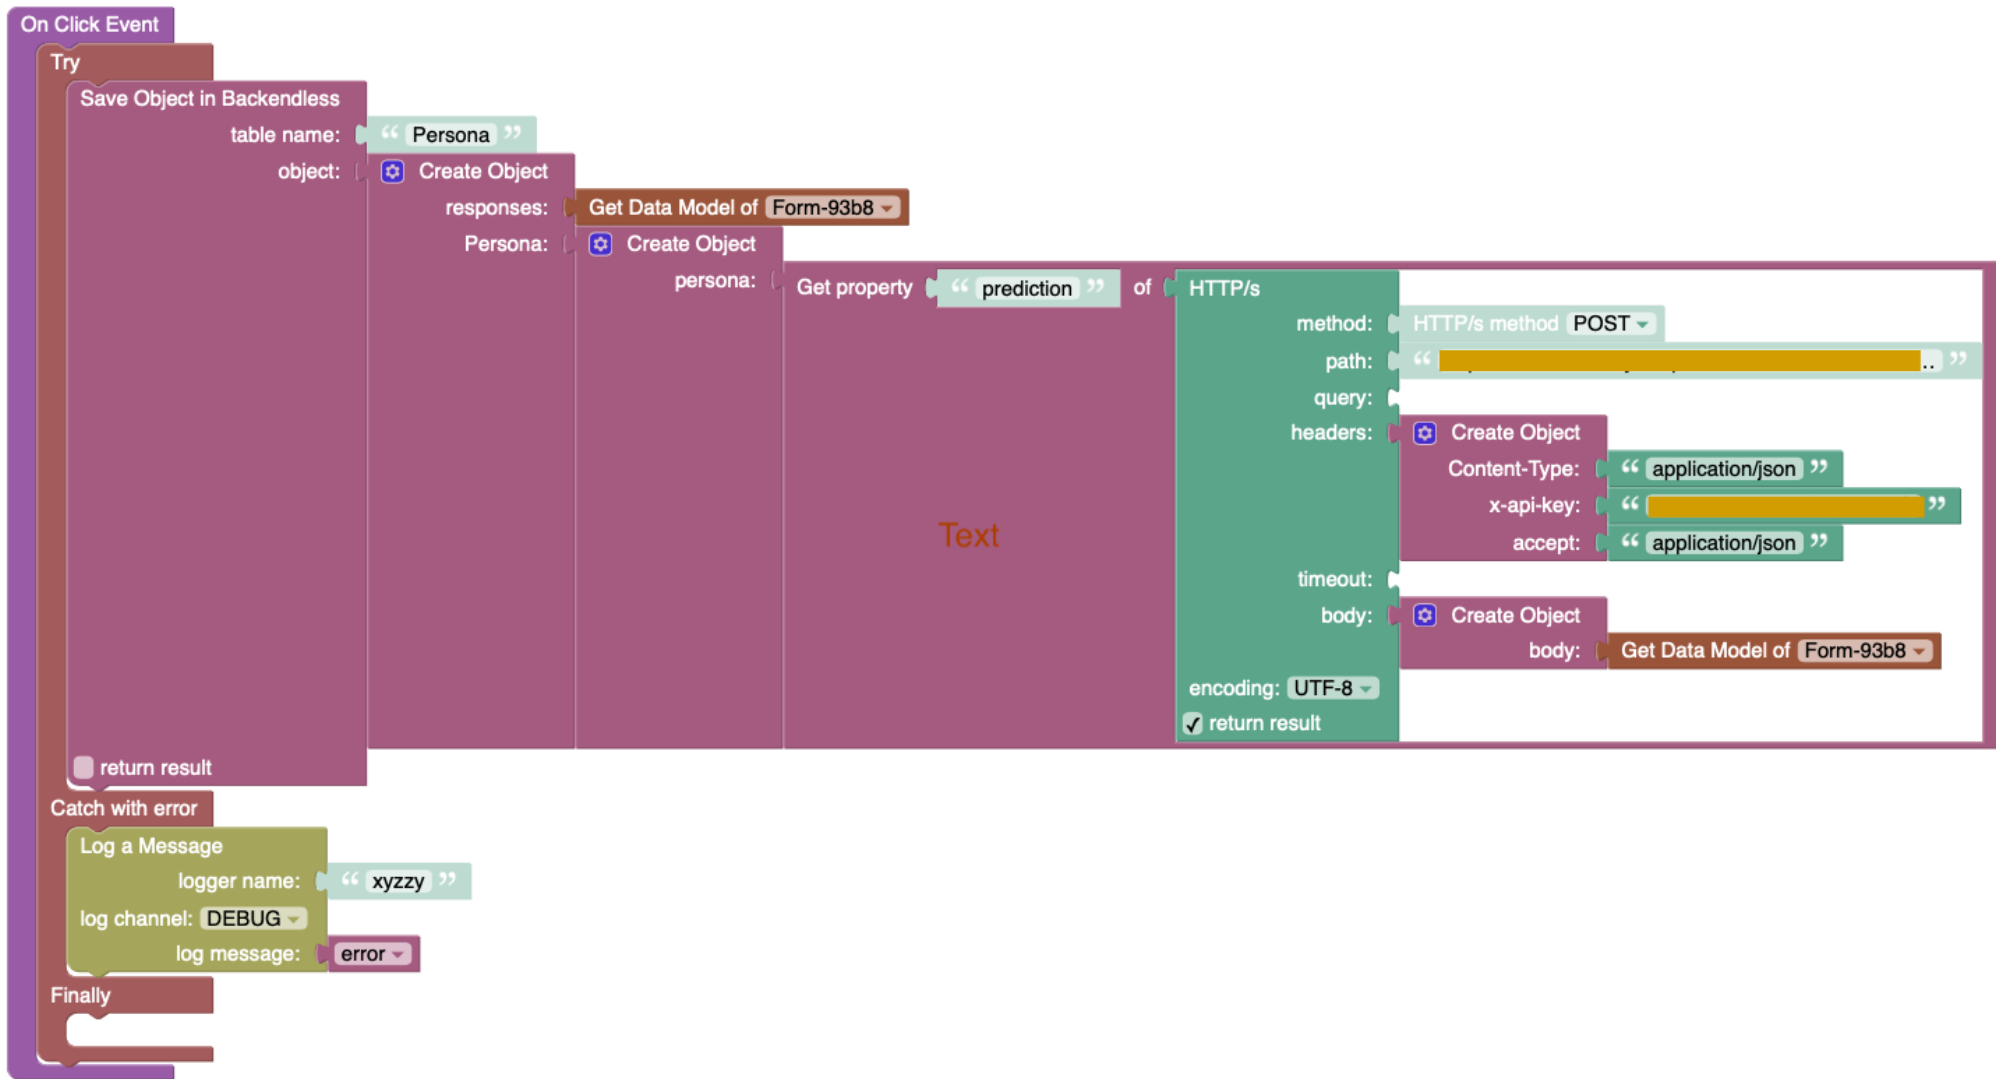 On Click Event
Try
Save Object in Backendless
table name: “ Persona ”
object: Create Object
responses: Get Data Model of Form-93b8
Persona: Create Object
persona: Get property “ prediction ” of HTTP/s
method: HTTP/s method POST
path: “ .. ”
query:
headers: Create Object
Content-Type: “ application/json ”
x-api-key: “ ”
accept: “ application/json ”
Text
timeout:
body: Create Object
body: Get Data Model of Form-93b8
encoding: UTF-8
return result
return result
Catch with error
Log a Message
logger name: “ xyzzy ”
log channel: DEBUG
log message: error
Finally